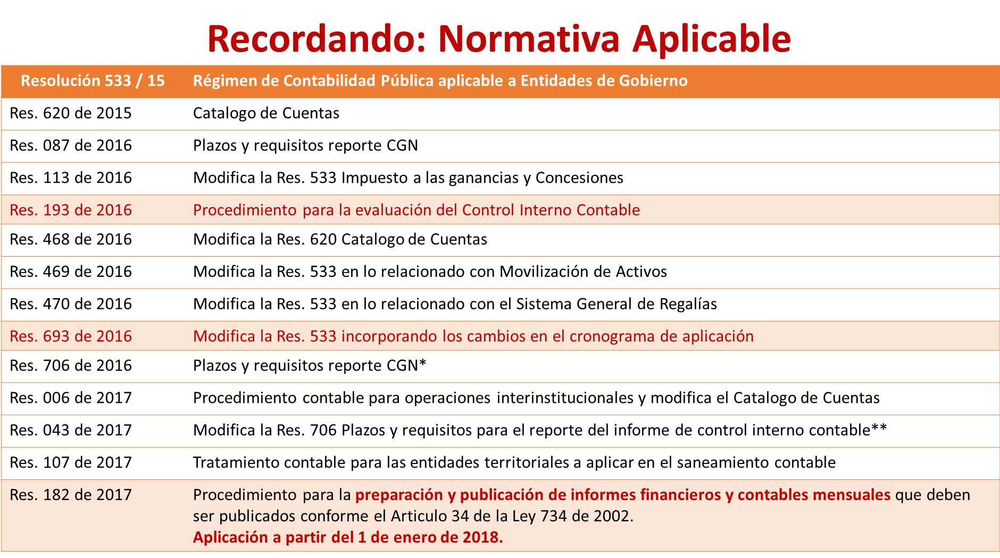 Recordando: Normativa Aplicable
Resolución 533 / 15 Régimen de Contabilidad Pública aplicable a Entidades de Gobierno
Res. 620 de 2015 Catalogo de Cuentas
Res. 087 de 2016 Plazos y requisitos reporte CGN
Res. 113 de 2016 Modifica la Res. 533 Impuesto a las ganancias y Concesiones
Res. 193 de 2016 Procedimiento para la evaluación del Control Interno Contable
Res. 468 de 2016 Modifica la Res. 620 Catalogo de Cuentas
Res. 469 de 2016 Modifica la Res. 533 en lo relacionado con Movilización de Activos
Res. 470 de 2016 Modifica la Res. 533 en lo relacionado con el Sistema General de Regalías
Res. 693 de 2016 Modifica la Res. 533 incorporando los cambios en el cronograma de aplicación
Res. 706 de 2016 Plazos y requisitos reporte CGN*
Res. 006 de 2017 Procedimiento contable para operaciones interinstitucionales y modifica el Catalogo de Cuentas
Res. 043 de 2017 Modifica la Res. 706 Plazos y requisitos para el reporte del informe de control interno contable**
Res. 107 de 2017 Tratamiento contable para las entidades territoriales a aplicar en el saneamiento contable
Res. 182 de 2017 Procedimiento para la preparación y publicación de informes financieros y contables mensuales que deben
ser publicados conforme el Articulo 34 de la Ley 734 de 2002.
Aplicación a partir del 1 de enero de 2018.